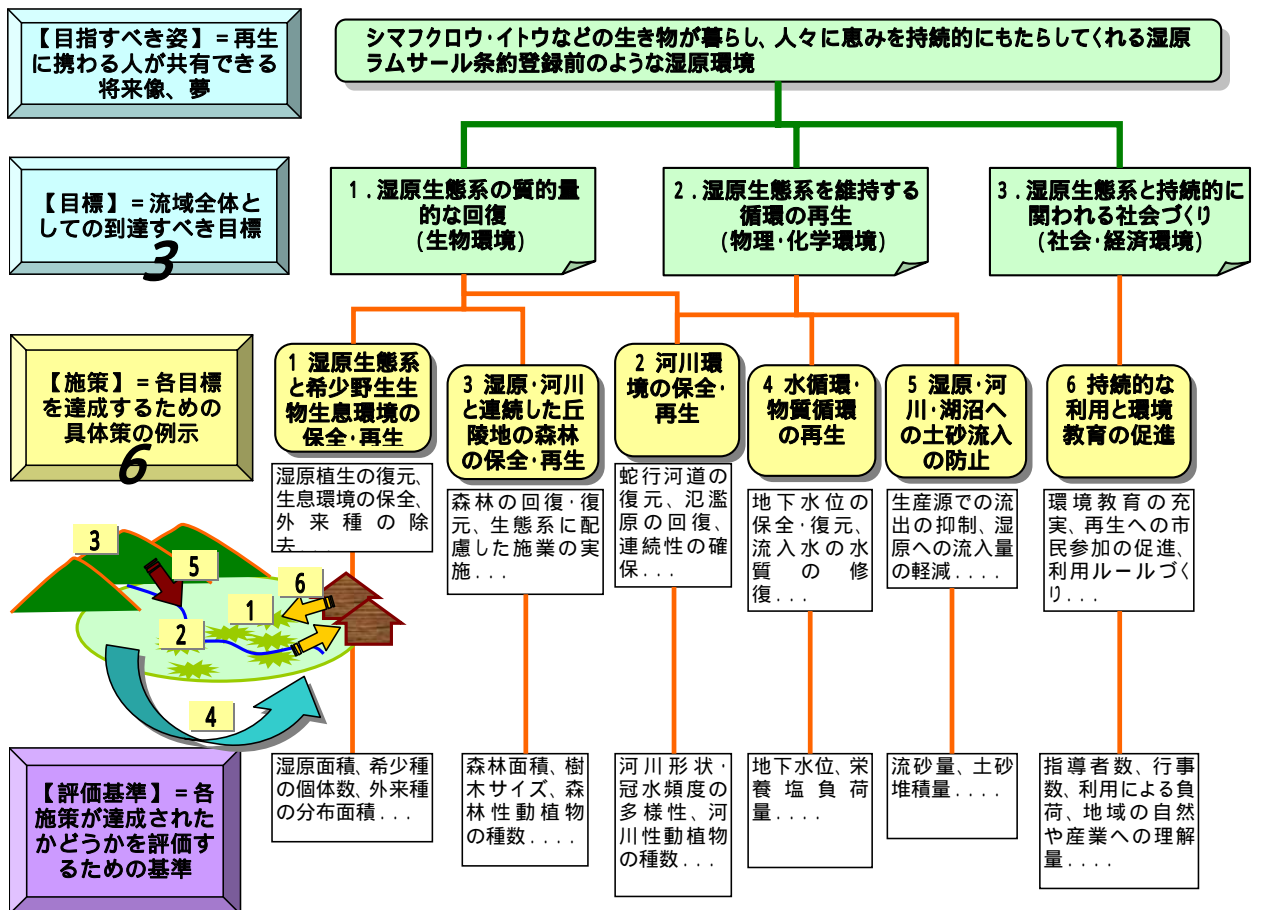 【目指すべき姿】＝再生
に携わる人が共有できる
将来像、夢
シマフクロウ・イトウなどの生き物が暮らし、人々に恵みを持続的にもたらしてくれる湿原
ラムサール条約登録前のような湿原環境
【目標】＝流域全体と
しての到達すべき目標
3
1．湿原生態系の質的量
的な回復
(生物環境)
2．湿原生態系を維持する
循環の再生
(物理・化学環境)
3．湿原生態系と持続的に
関われる社会づくり
(社会・経済環境)
【施策】＝各目標
を達成するための
具体策の例示
6
1 湿原生態系
と希少野生生
物生息環境の
保全・再生
3 湿原・河川
と連続した丘
陵地の森林
の保全・再生
2 河川環
境の保全・
再生
4 水循環・
物質循環
の再生
5 湿原・河
川・湖沼へ
の土砂流入
の防止
6 持続的な
利用と環境
教育の促進
湿原植生の復元、
生息環境の保全、
外来種の除
去...
森林の回復・復
元、生態系に配
慮した施業の実
施...
蛇行河道の
復元、氾濫
原の回復、
連続性の確
保...
地下水位の
保全・復元、
流入水の水
質の修
復...
生産源での流
出の抑制、湿
原への流入量
の軽減....
環境教育の充
実、再生への市
民参加の促進、
利用ルールづく
り...
3
5
6
1
2
4
【評価基準】＝各
施策が達成された
かどうかを評価す
るための基準
湿原面積、希少種
の個体数、外来種
の分布面積...
森林面積、樹
木サイズ、森
林性動植物
の種数....
河川形状・
冠水頻度の
多様性、河
川性動植物
の種数...
地下水位、栄
養塩負荷
量....
流砂量、土砂
堆積量....
指導者数、行事
数、利用による負
荷、地域の自然
や産業への理解
量....